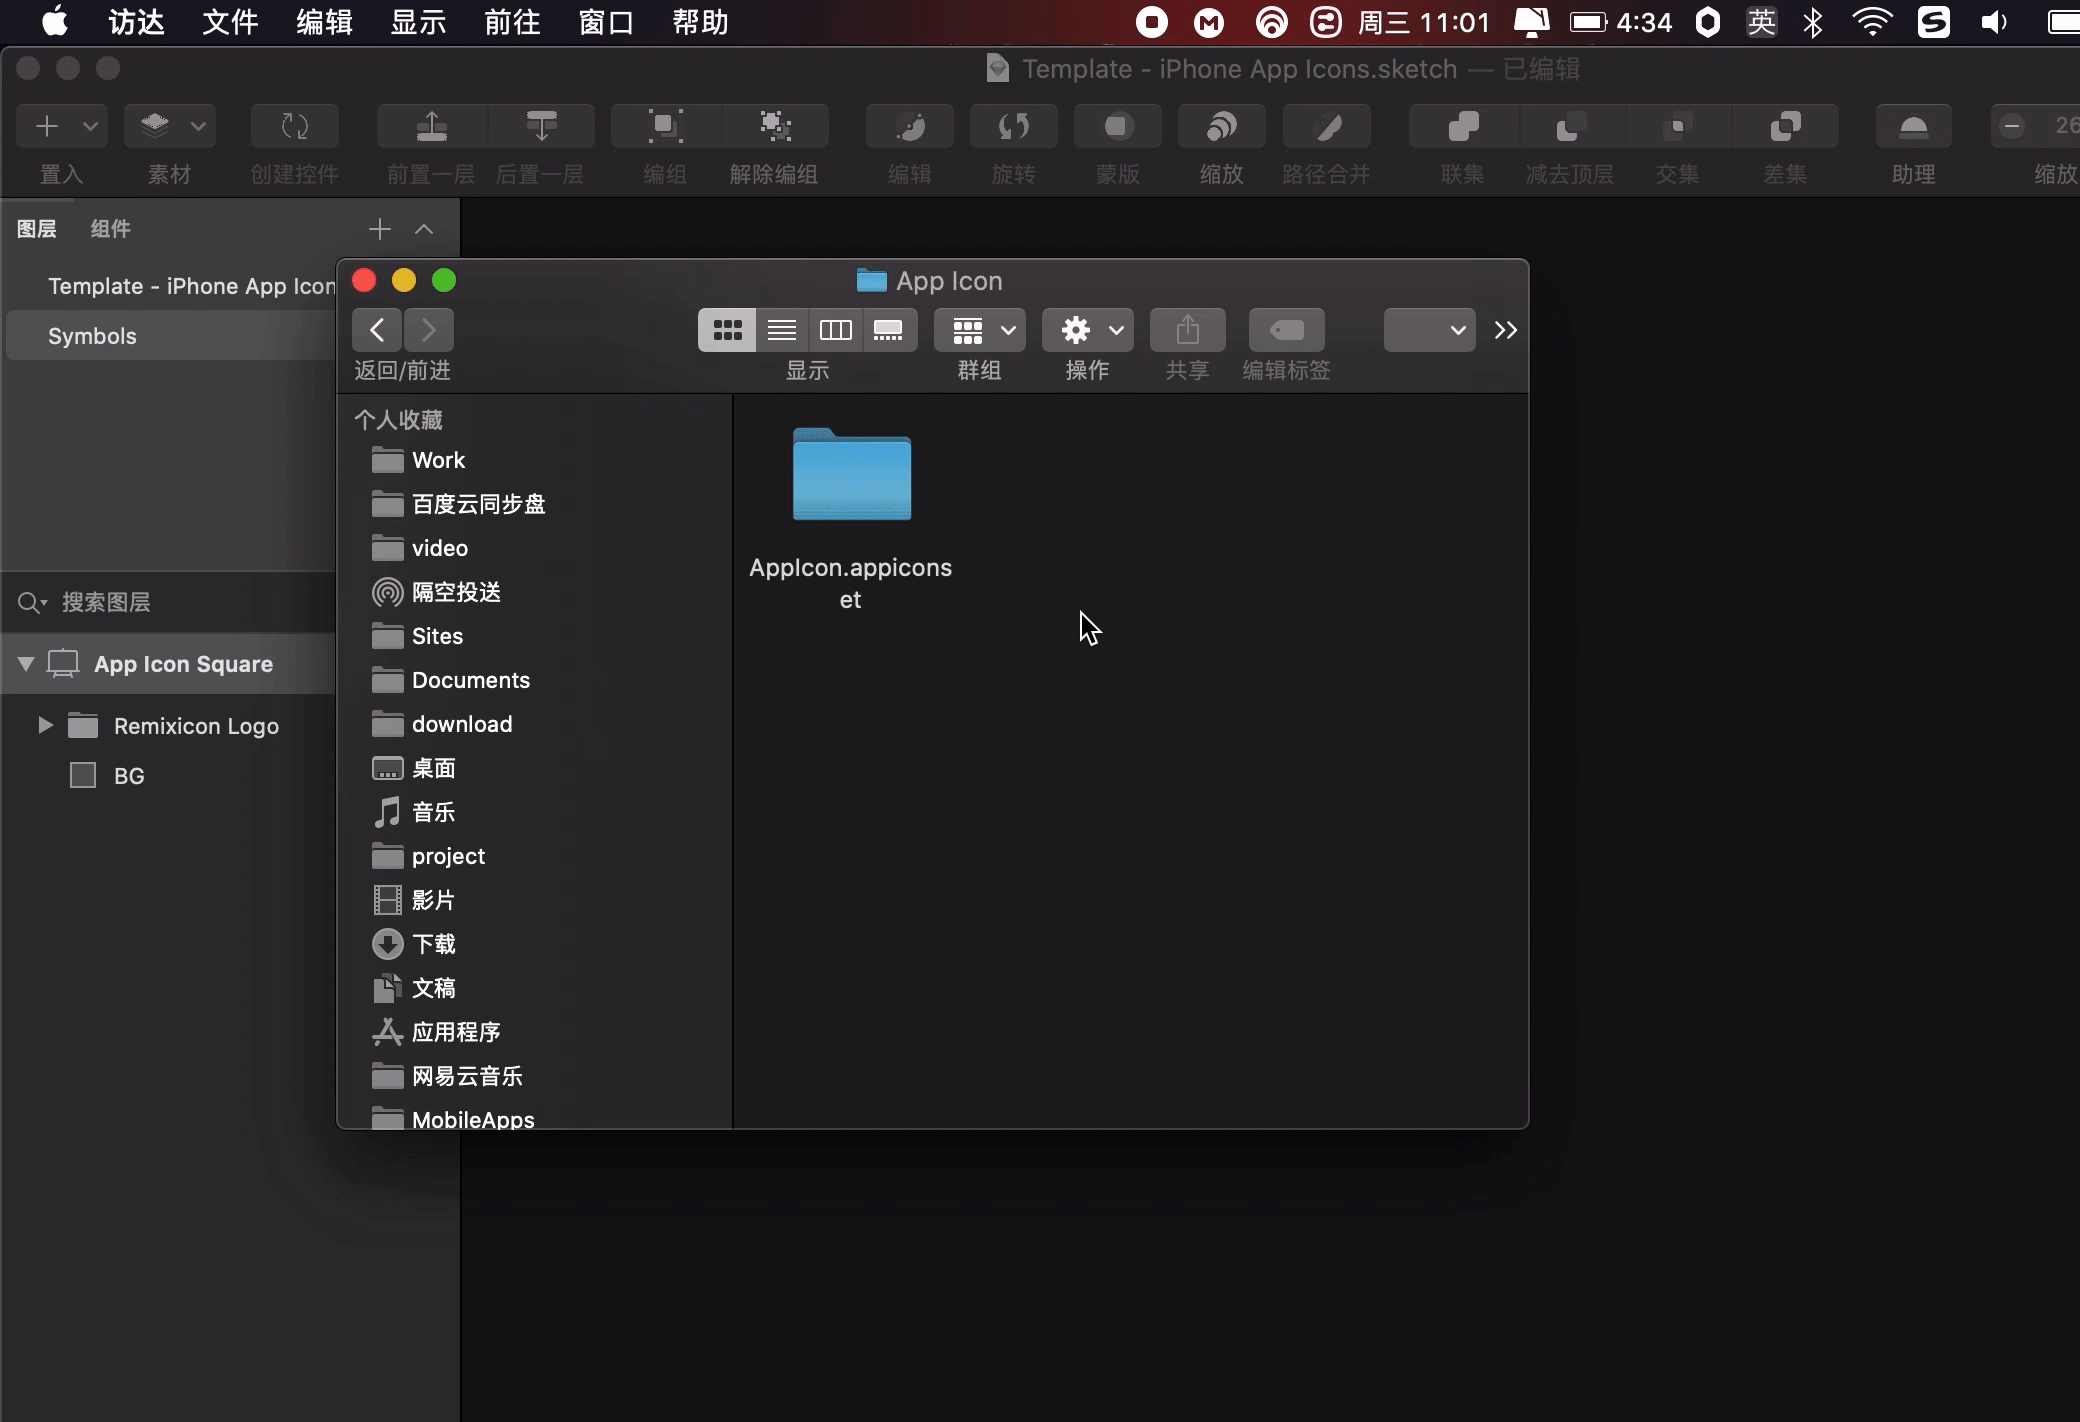 访达 文件 编辑 显示 前往 窗口 帮助 周三 11:01 4:34 英
Template - iPhone App Icons.sketch — 已编辑
置入 素材 创建控件 前置一层 后置一层 编组 解除编组 编辑 旋转 蒙版 缩放 路径合并 联集 减去顶层 交集 差集 助理 缩放
图层 组件
Template - iPhone App Icon
Symbols
搜索图层
App Icon Square
Remixicon Logo
BG
App Icon
返回/前进 显示 群组 操作 共享 编辑标签
个人收藏
Work
百度云同步盘
video
隔空投送
Sites
Documents
download
桌面
音乐
project
影片
下载
文稿
应用程序
网易云音乐
MobileApps
AppIcon.appicons
et